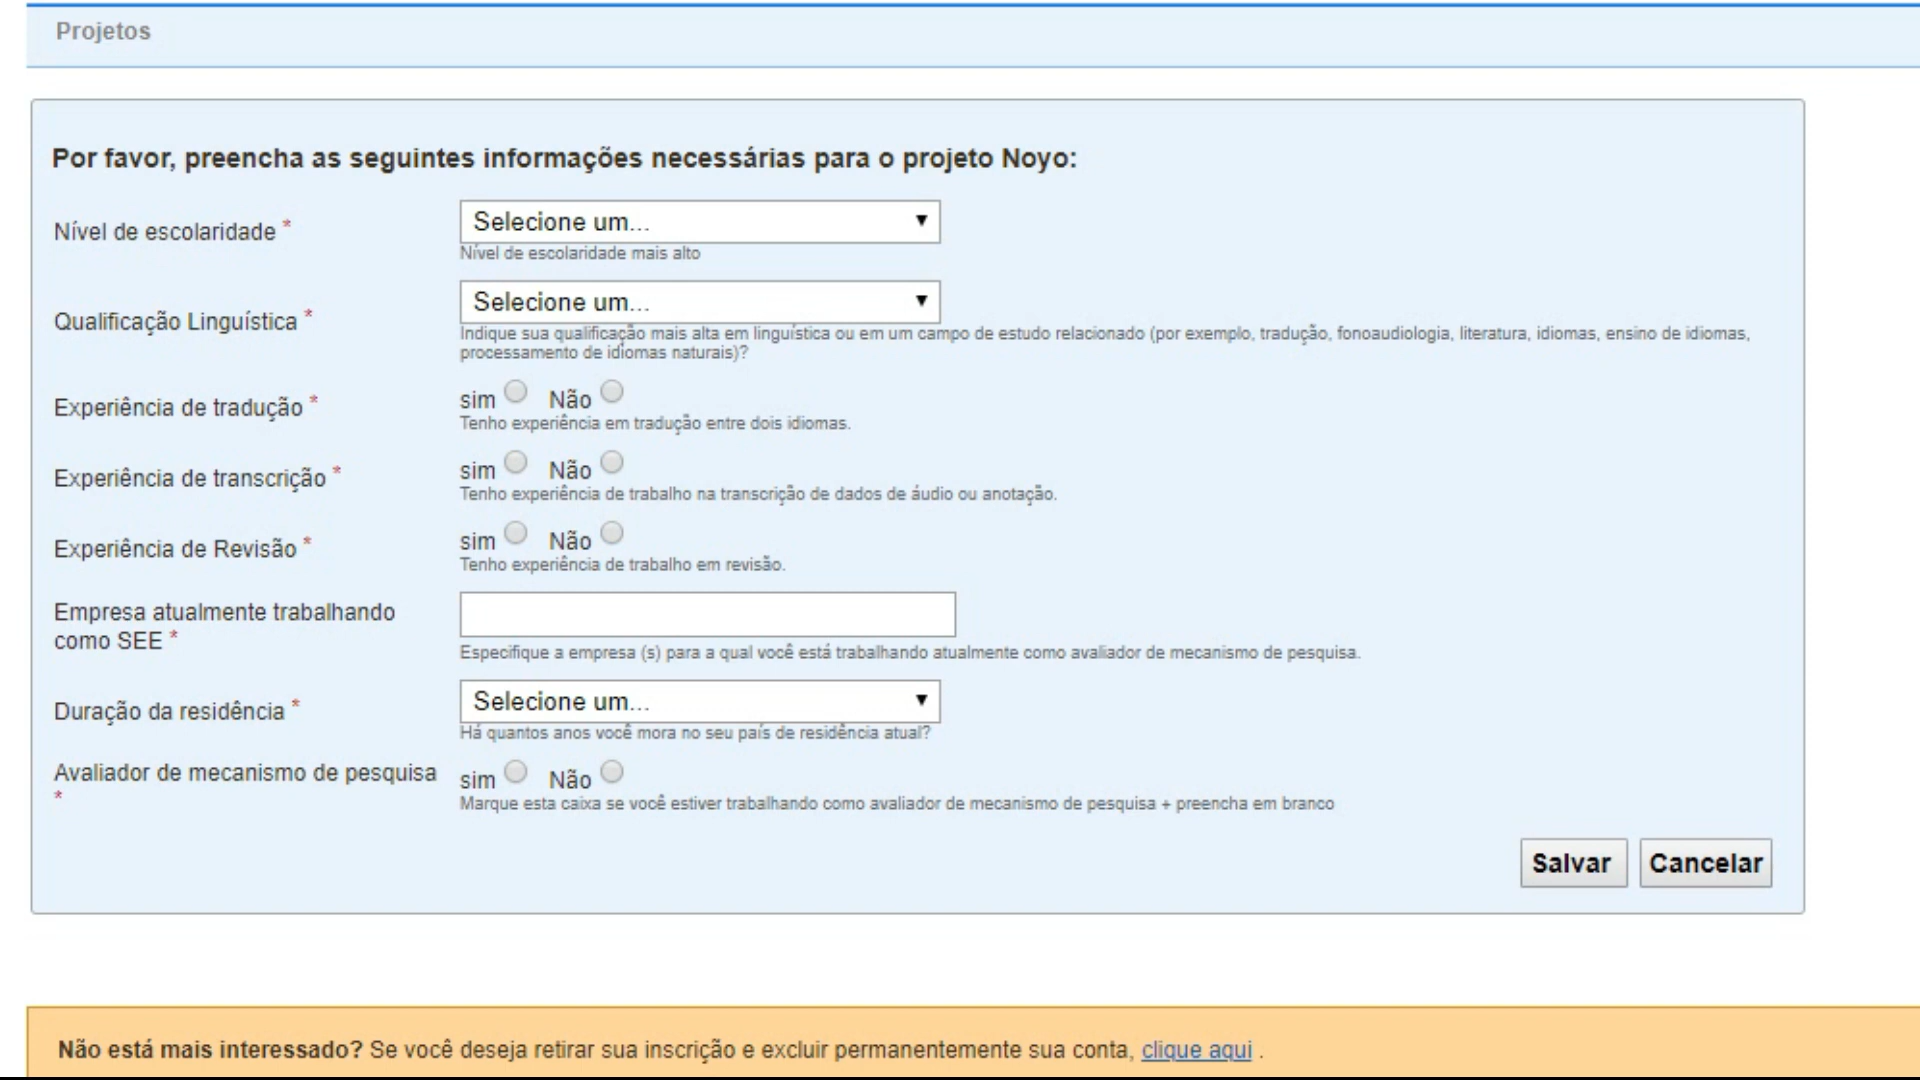 Projetos
Por favor, preencha as seguintes informações necessárias para o projeto Noyo:
Nível de escolaridade *
Selecione um...
Nível de escolaridade mais alto
Qualificação Linguística *
Selecione um...
Indique sua qualificação mais alta em linguística ou em um campo de estudo relacionado (por exemplo, tradução, fonoaudiologia, literatura, idiomas, ensino de idiomas,
processamento de idiomas naturais)?
Experiência de tradução *
sim Não
Tenho experiência em tradução entre dois idiomas.
Experiência de transcrição *
sim Não
Tenho experiência de trabalho na transcrição de dados de áudio ou anotação.
Experiência de Revisão *
sim Não
Tenho experiência de trabalho em revisão.
Empresa atualmente trabalhando
como SEE *
Especifique a empresa (s) para a qual você está trabalhando atualmente como avaliador de mecanismo de pesquisa.
Duração da residência *
Selecione um...
Há quantos anos você mora no seu país de residência atual?
Avaliador de mecanismo de pesquisa
*
sim Não
Marque esta caixa se você estiver trabalhando como avaliador de mecanismo de pesquisa + preencha em branco
Salvar Cancelar
Não está mais interessado? Se você deseja retirar sua inscrição e excluir permanentemente sua conta, clique aqui .